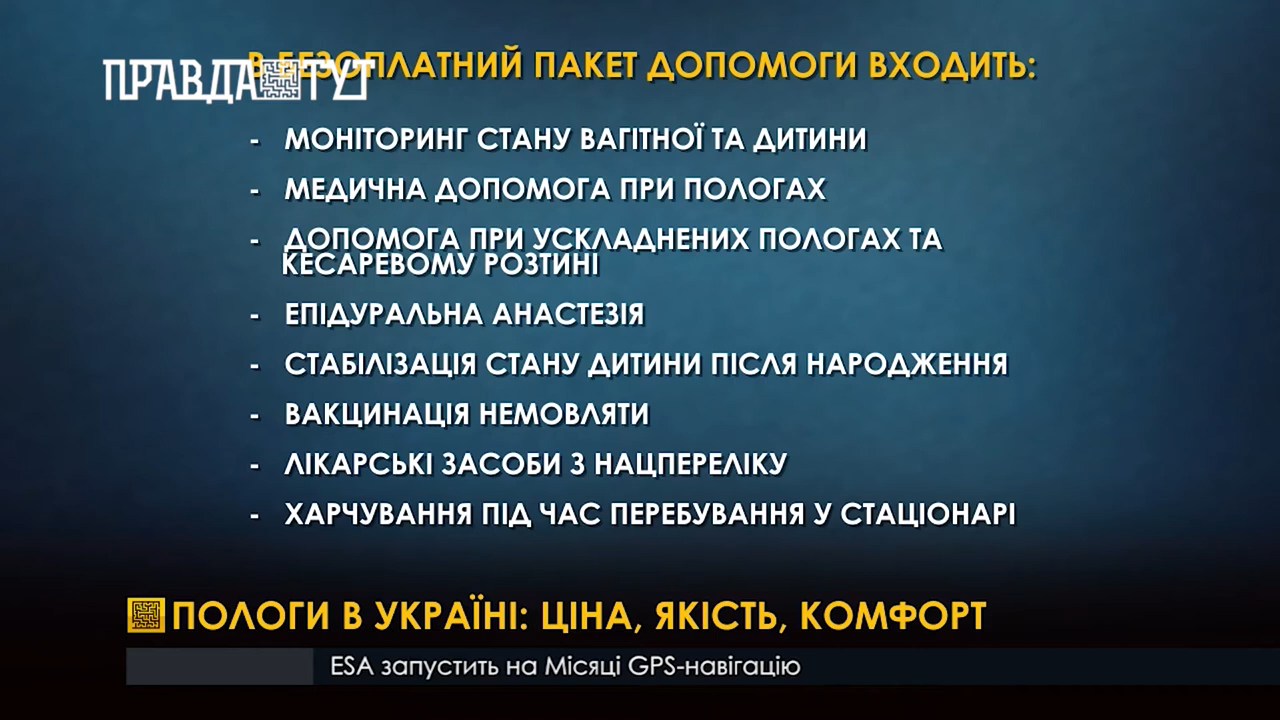 ПРАВДА ТУТ
В БЕЗОПЛАТНИЙ ПАКЕТ ДОПОМОГИ ВХОДИТЬ:
- МОНІТОРИНГ СТАНУ ВАГІТНОЇ ТА ДИТИНИ
- МЕДИЧНА ДОПОМОГА ПРИ ПОЛОГАХ
- ДОПОМОГА ПРИ УСКЛАДНЕНИХ ПОЛОГАХ ТА
КЕСАРЕВОМУ РОЗТИНІ
- ЕПІДУРАЛЬНА АНАСТЕЗІЯ
- СТАБІЛІЗАЦІЯ СТАНУ ДИТИНИ ПІСЛЯ НАРОДЖЕННЯ
- ВАКЦИНАЦІЯ НЕМОВЛЯТИ
- ЛІКАРСЬКІ ЗАСОБИ З НАЦПЕРЕЛІКУ
- ХАРЧУВАННЯ ПІД ЧАС ПЕРЕБУВАННЯ У СТАЦІОНАРІ
ПОЛОГИ В УКРАЇНІ: ЦІНА, ЯКІСТЬ, КОМФОРТ
ESA запустить на Місяці GPS-навігацію